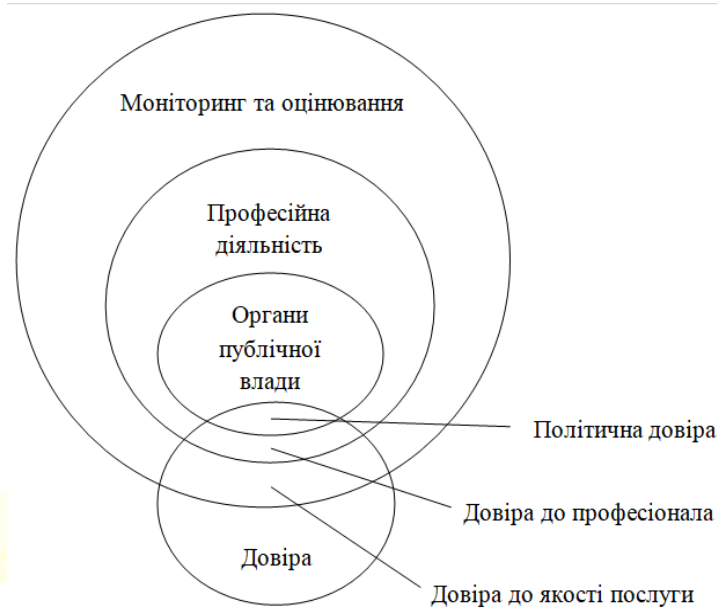 Моніторинг та оцінювання
Професійна
діяльність
Органи
публічної
влади
Політична довіра
Довіра до професіонала
Довіра
Довіра до якості послуги